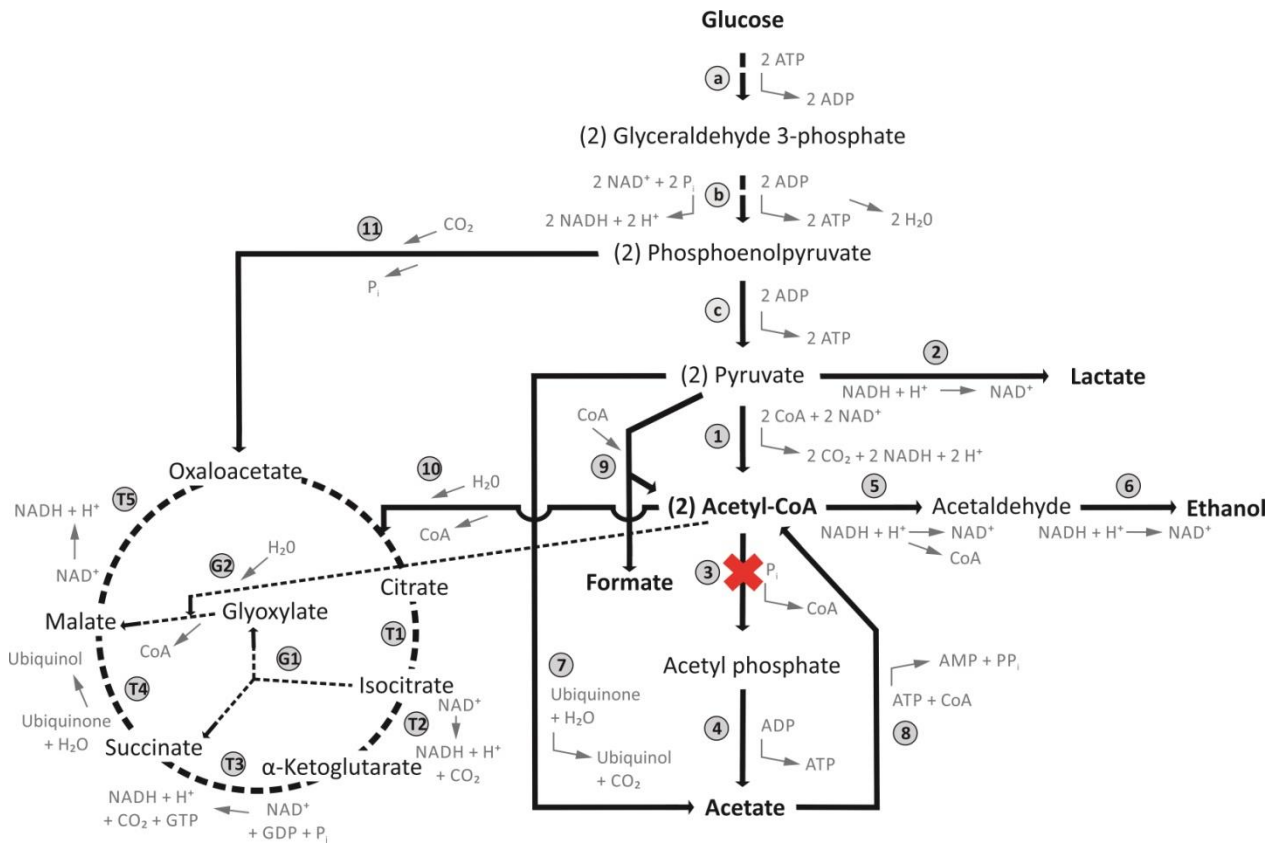 Glucose
a
2 ATP
2 ADP
(2) Glyceraldehyde 3-phosphate
2 NAD⁺ + 2 Pᵢ
b
2 ADP
2 NADH + 2 H⁺
2 ATP
2 H₂0
11
CO₂
(2) Phosphoenolpyruvate
Pᵢ
c
2 ADP
2 ATP
2
(2) Pyruvate
Lactate
NADH + H⁺
NAD⁺
CoA
2 CoA + 2 NAD⁺
1
2 CO₂ + 2 NADH + 2 H⁺
Oxaloacetate
10
9
H₂0
5
6
T5
NADH + H⁺
(2) Acetyl-CoA
Acetaldehyde
Ethanol
CoA
NADH + H⁺
NAD⁺
NADH + H⁺
NAD⁺
CoA
H₂0
NAD⁺
G2
3
Pᵢ
Formate
Citrate
CoA
Malate
Glyoxylate
T1
CoA
Ubiquinol
G1
7
Acetyl phosphate
AMP + PPᵢ
T4
Isocitrate
Ubiquinone
+ H₂O
ATP + CoA
NAD⁺
Ubiquinone
+ H₂O
T2
4
ADP
8
Succinate
T3
α-Ketoglutarate
NADH + H⁺
+ CO₂
Ubiquinol
+ CO₂
ATP
NADH + H⁺
+ CO₂ + GTP
NAD⁺
+ GDP + Pᵢ
Acetate